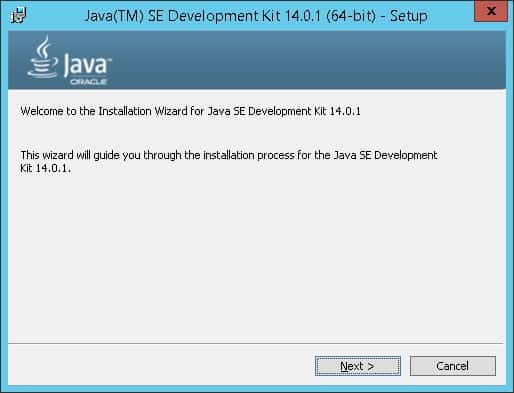 Java(TM) SE Development Kit 14.0.1 (64-bit) - Setup
x
Java™
ORACLE
Welcome to the Installation Wizard for Java SE Development Kit 14.0.1
This wizard will guide you through the installation process for the Java SE Development
Kit 14.0.1.
Next >
Cancel